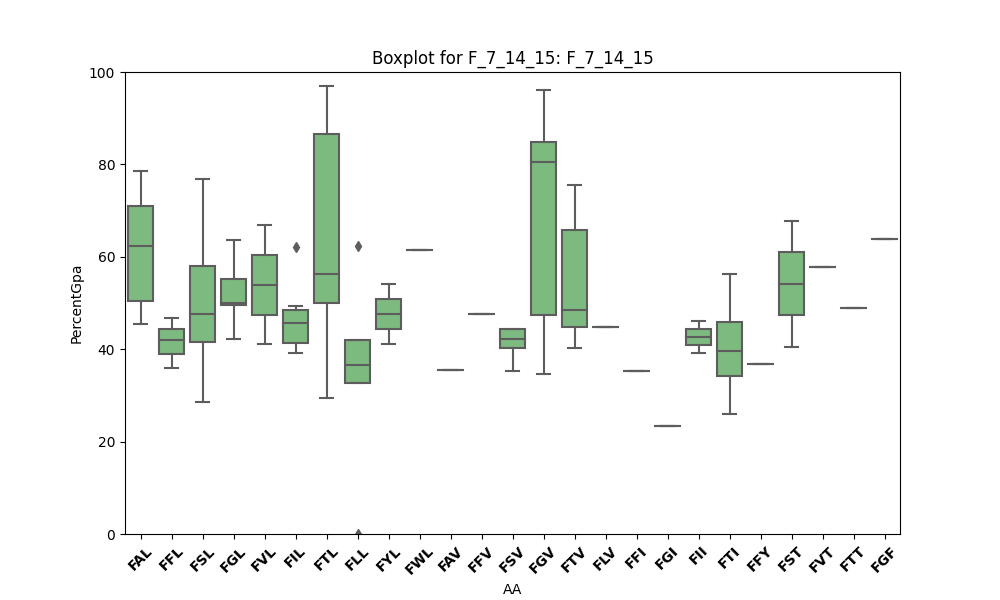 Boxplot for F_7_14_15: F_7_14_15
100
80
60
40
20
0
PercentGpa
FAL FFL FSL FGL FVL FIL FTL FLL FYL FWL FAV FFV FSV FGV FTV FLV FFI FGI FII FTI FFY FST FVT FTT FGF
AA